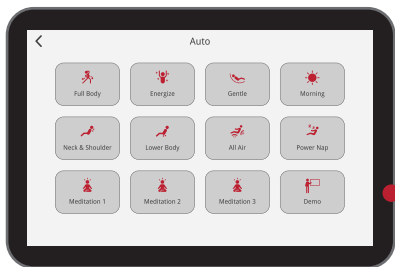 Auto
Full Body
Energize
Gentle
Morning
Neck & Shoulder
Lower Body
All Air
Power Nap
Meditation 1
Meditation 2
Meditation 3
Demo